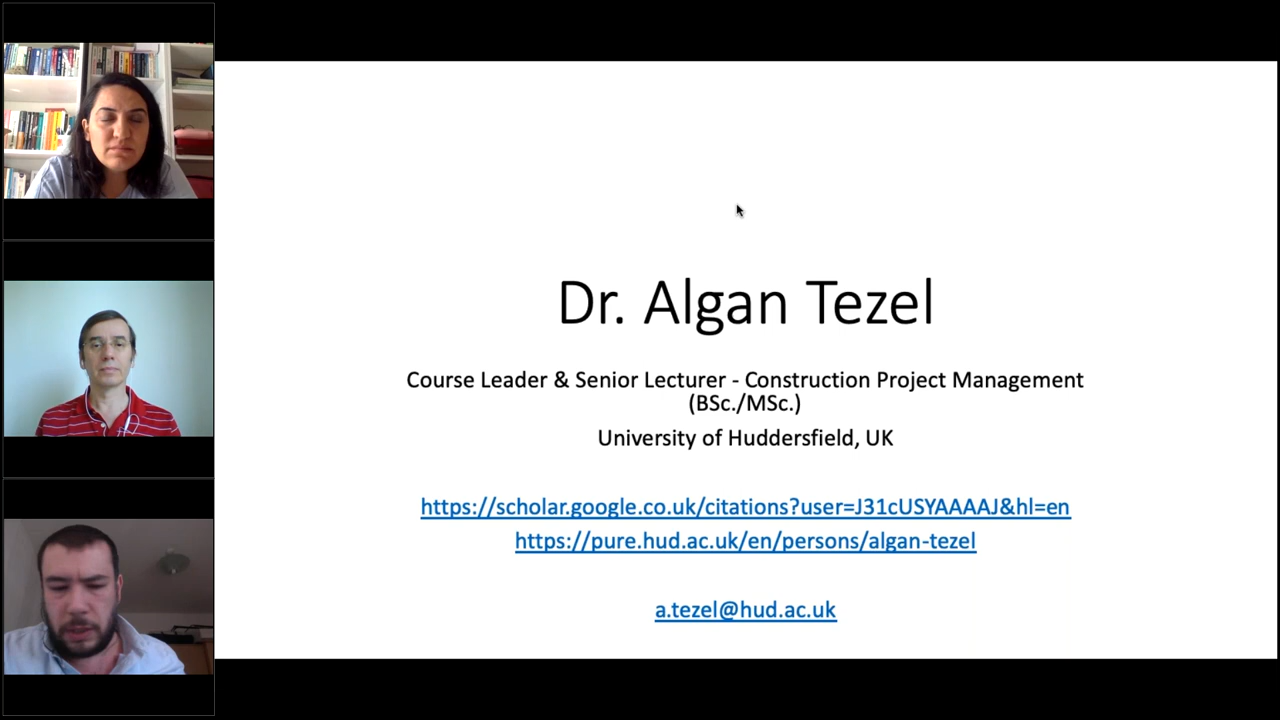 Dr. Algan Tezel
Course Leader & Senior Lecturer - Construction Project Management
(BSc./MSc.)
University of Huddersfield, UK
https://scholar.google.co.uk/citations?user=J31cUSYAAAAJ&hl=en
https://pure.hud.ac.uk/en/persons/algan-tezel
a.tezel@hud.ac.uk